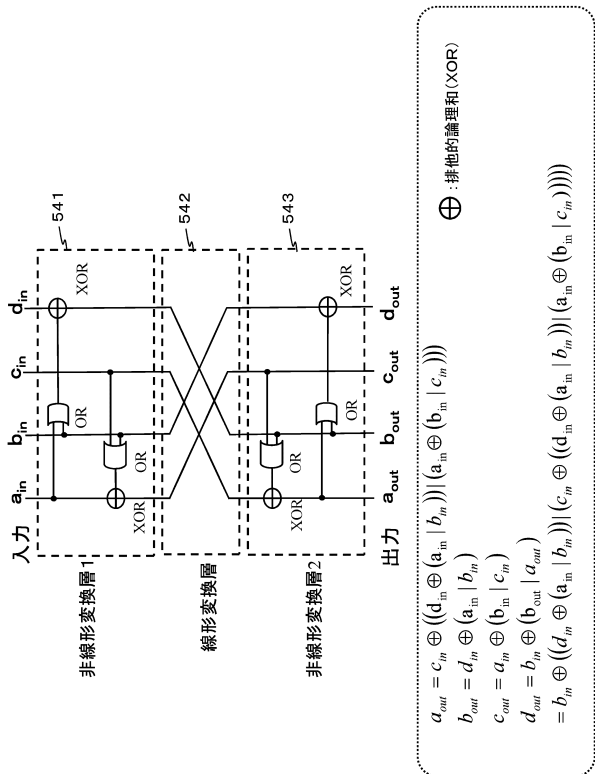 入力 a_in b_in c_in d_in
非線形変換層1
541
XOR
OR
OR
XOR
線形変換層
542
非線形変換層2
543
OR
XOR
OR
XOR
出力 a_out b_out c_out d_out
a_out = c_in ⊕ ((d_in ⊕ (a_in | b_in)) | (a_in ⊕ (b_in | c_in)))
b_out = d_in ⊕ (a_in | b_in)
c_out = a_in ⊕ (b_in | c_in)
⊕ :排他的論理和(XOR)
d_out = b_in ⊕ (b_out | a_out)
= b_in ⊕ ((d_in ⊕ (a_in | b_in)) | (c_in ⊕ ((d_in ⊕ (a_in | b_in)) | (a_in ⊕ (b_in | c_in)))))